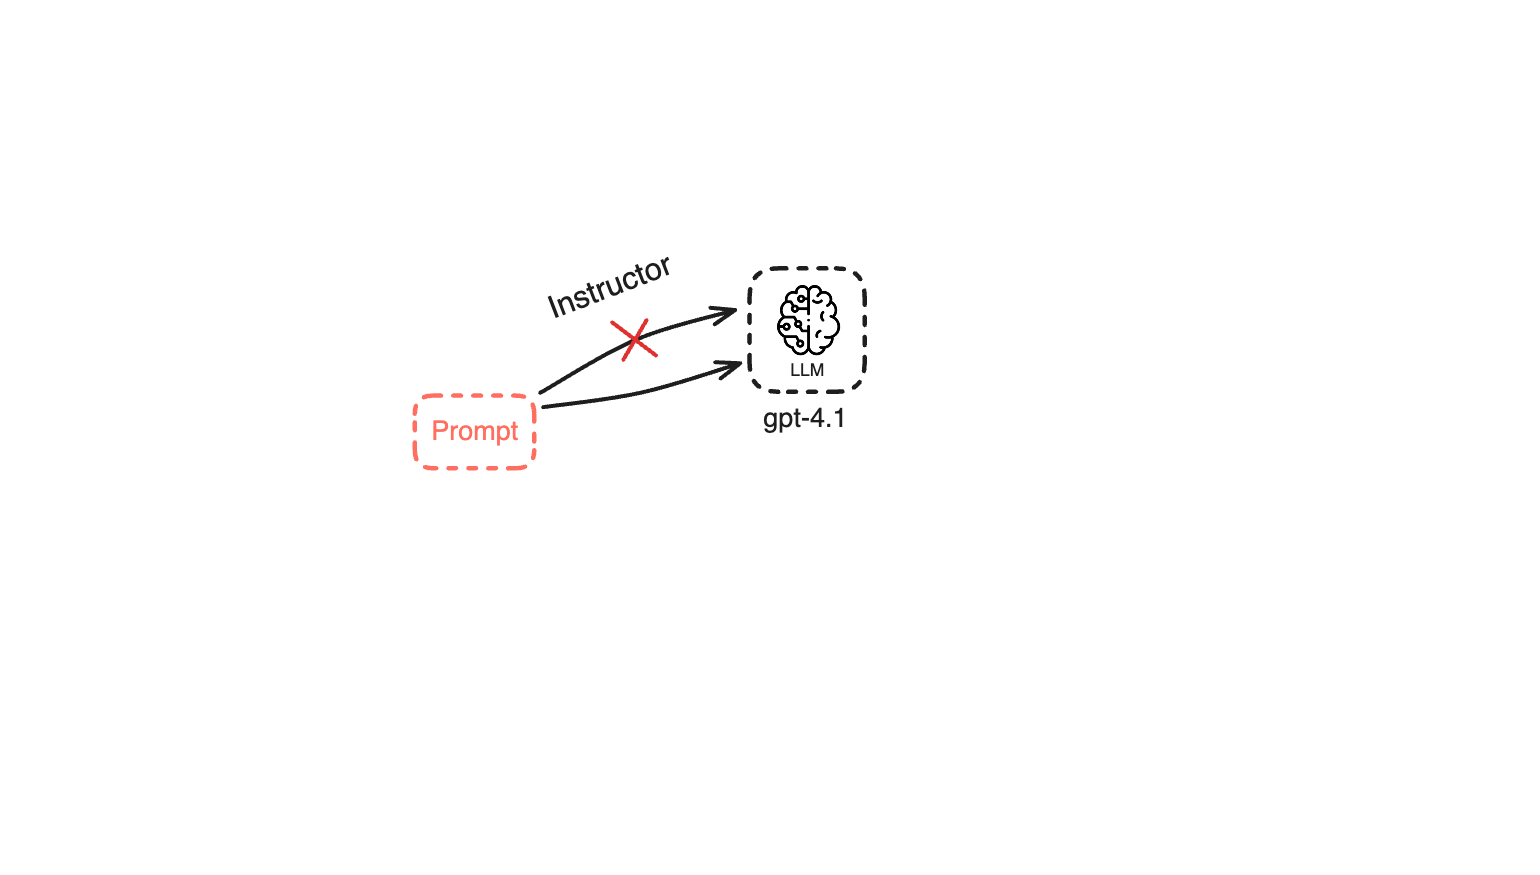 Instructor
LLM
gpt-4.1
Prompt